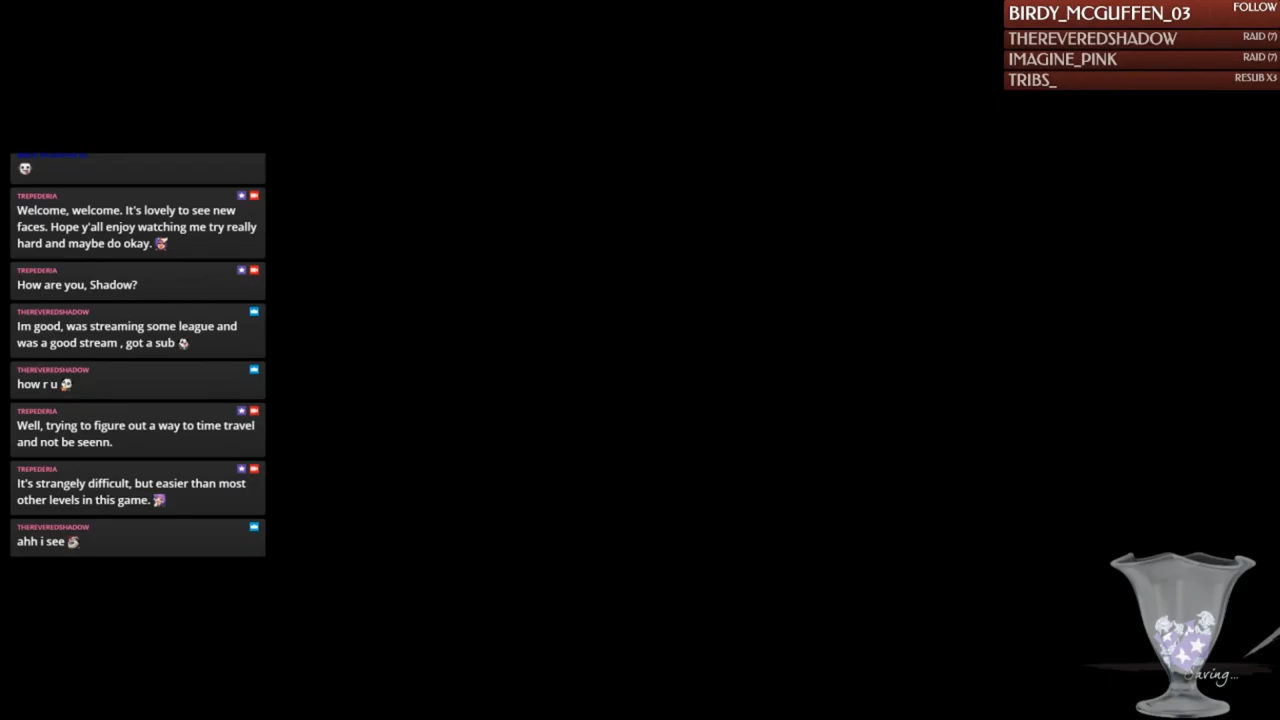 BIRDY_MCGUFFEN_03 FOLLOW
THEREVEREDSHADOW RAID (7)
IMAGINE_PINK RAID (7)
TRIBS_ RESUB X3
TREPEDERIA
Welcome, welcome. It's lovely to see new
faces. Hope y'all enjoy watching me try really
hard and maybe do okay.
TREPEDERIA
How are you, Shadow?
THEREVEREDSHADOW
Im good, was streaming some league and
was a good stream , got a sub
THEREVEREDSHADOW
how r u
TREPEDERIA
Well, trying to figure out a way to time travel
and not be seenn.
TREPEDERIA
It's strangely difficult, but easier than most
other levels in this game.
THEREVEREDSHADOW
ahh i see
Saving...